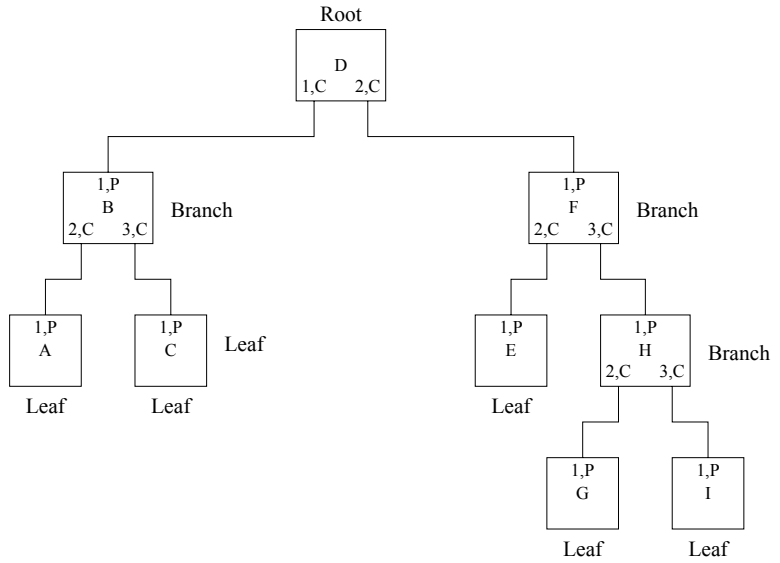 Root
D
1,C 2,C
1,P
B
2,C 3,C
Branch
1,P
F
2,C 3,C
Branch
1,P
A
Leaf
1,P
C
Leaf
Leaf
1,P
E
Leaf
1,P
H
2,C 3,C
Branch
1,P
G
Leaf
1,P
I
Leaf